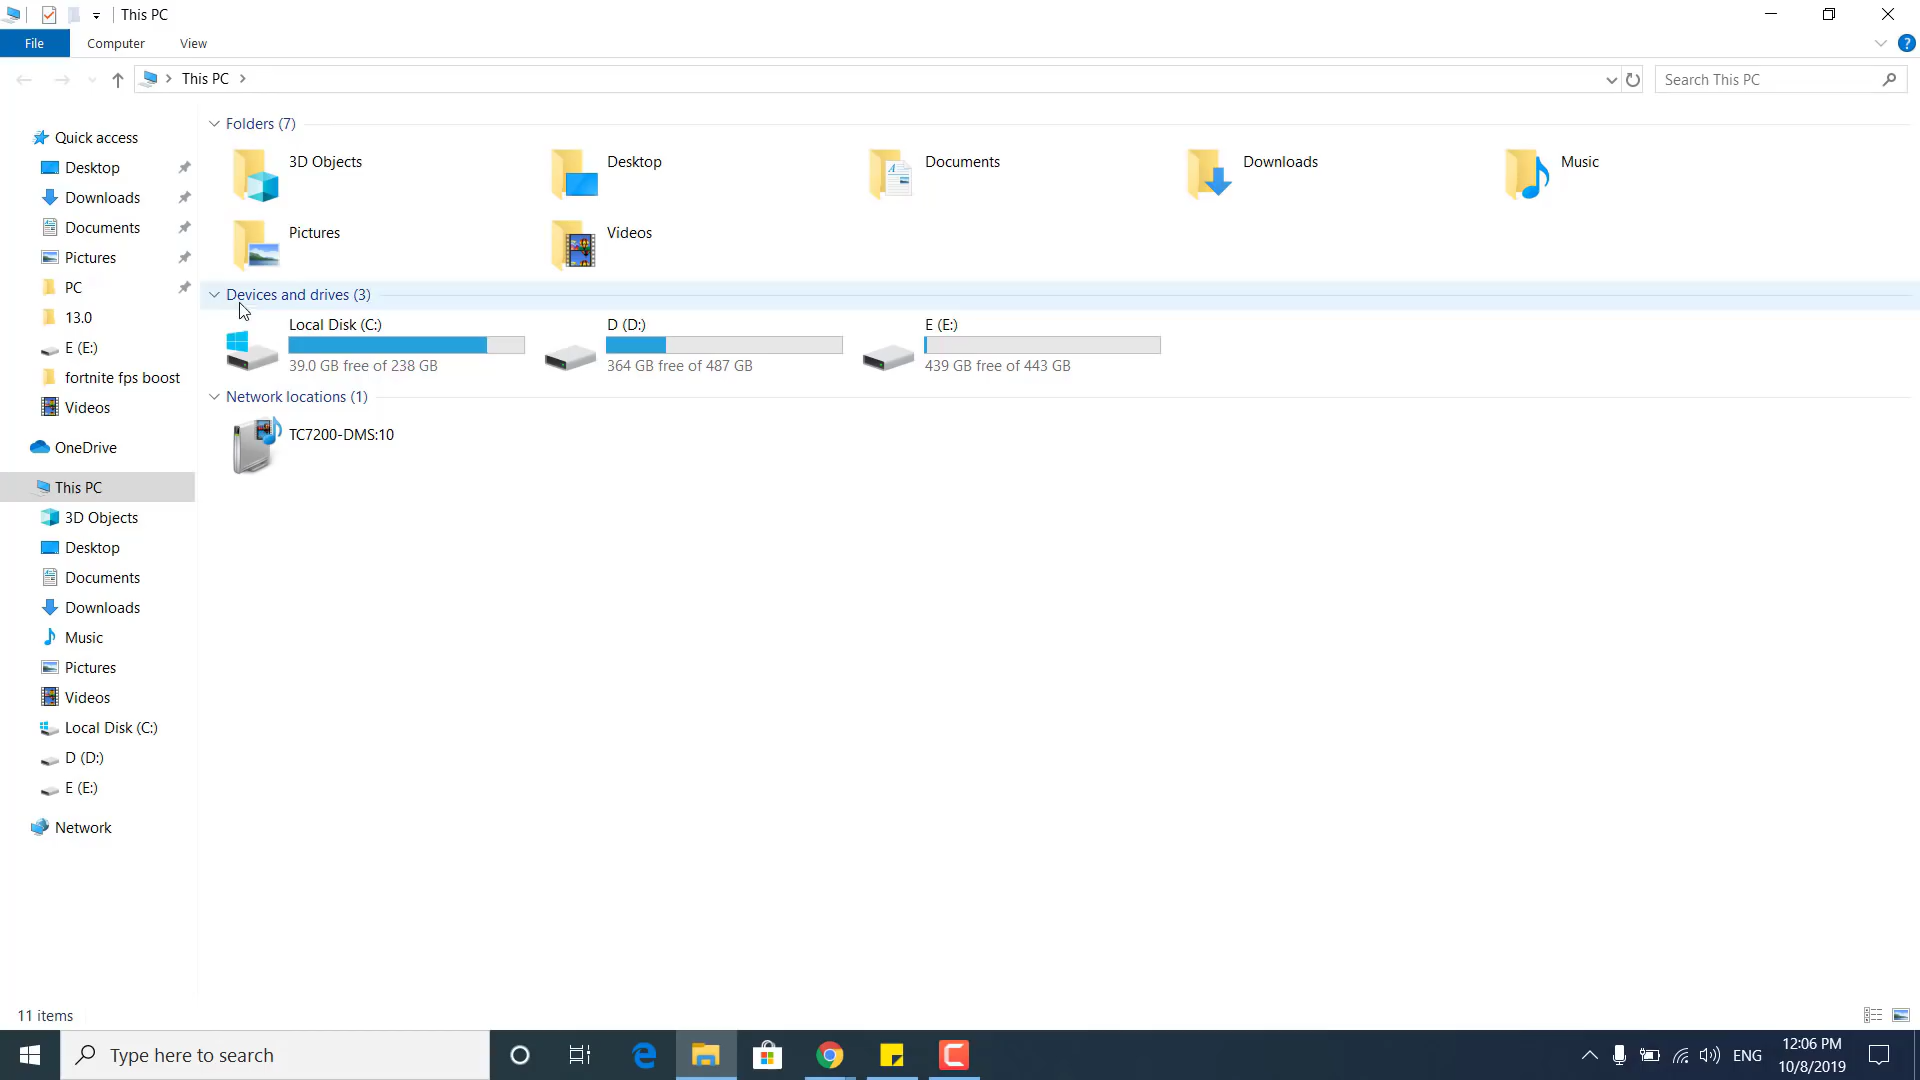 This PC
File
Computer
View
This PC
Search This PC
Quick access
Desktop
Downloads
Documents
Pictures
PC
13.0
E (E:)
fortnite fps boost
Videos
OneDrive
This PC
3D Objects
Desktop
Documents
Downloads
Music
Pictures
Videos
Local Disk (C:)
D (D:)
E (E:)
Network
Folders (7)
3D Objects
Desktop
Documents
Downloads
Music
Pictures
Videos
Devices and drives (3)
Local Disk (C:)
39.0 GB free of 238 GB
D (D:)
364 GB free of 487 GB
E (E:)
439 GB free of 443 GB
Network locations (1)
TC7200-DMS:10
11 items
Type here to search
ENG
12:06 PM
10/8/2019